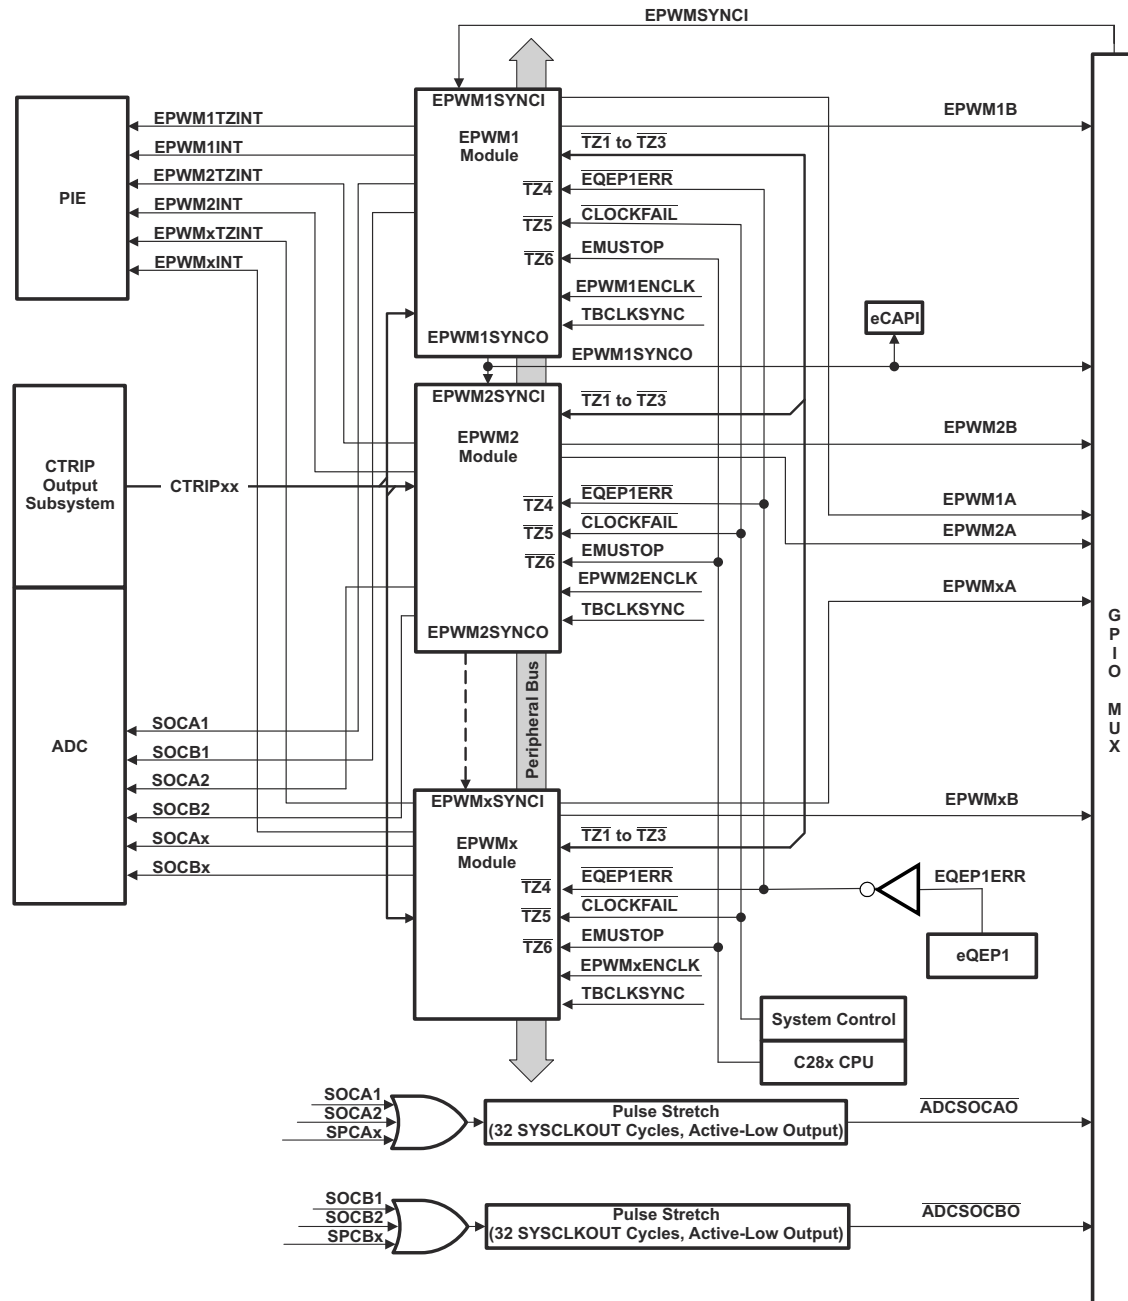 EPWMSYNCI
EPWM1SYNCI
EPWM1TZINT
EPWM1B
EPWM1
Module
TZ1 to TZ3
EPWM1INT
EPWM2TZINT
EQEP1ERR
TZ4
PIE
EPWM2INT
CLOCKFAIL
TZ5
EPWMxTZINT
EMUSTOP
TZ6
EPWMxINT
EPWM1ENCLK
TBCLKSYNC
eCAPI
EPWM1SYNCO
EPWM1SYNCO
EPWM2SYNCI
TZ1 to TZ3
EPWM2B
EPWM2
Module
CTRIP
Output
Subsystem
CTRIPxx
EQEP1ERR
TZ4
EPWM1A
CLOCKFAIL
TZ5
EPWM2A
EMUSTOP
TZ6
EPWM2ENCLK
EPWMxA
TBCLKSYNC
EPWM2SYNCO
GPIO MUX
Peripheral Bus
SOCA1
ADC
SOCB1
SOCA2
SOCB2
EPWMxSYNCI
EPWMxB
SOCAx
EPWMx
Module
TZ1 to TZ3
SOCBx
EQEP1ERR
TZ4
EQEP1ERR
CLOCKFAIL
TZ5
EMUSTOP
TZ6
eQEP1
EPWMxENCLK
TBCLKSYNC
System Control
C28x CPU
SOCA1
SOCA2
SPCAx
Pulse Stretch
(32 SYSCLKOUT Cycles, Active-Low Output)
ADCSOCAO
SOCB1
SOCB2
SPCBx
Pulse Stretch
(32 SYSCLKOUT Cycles, Active-Low Output)
ADCSOCBO